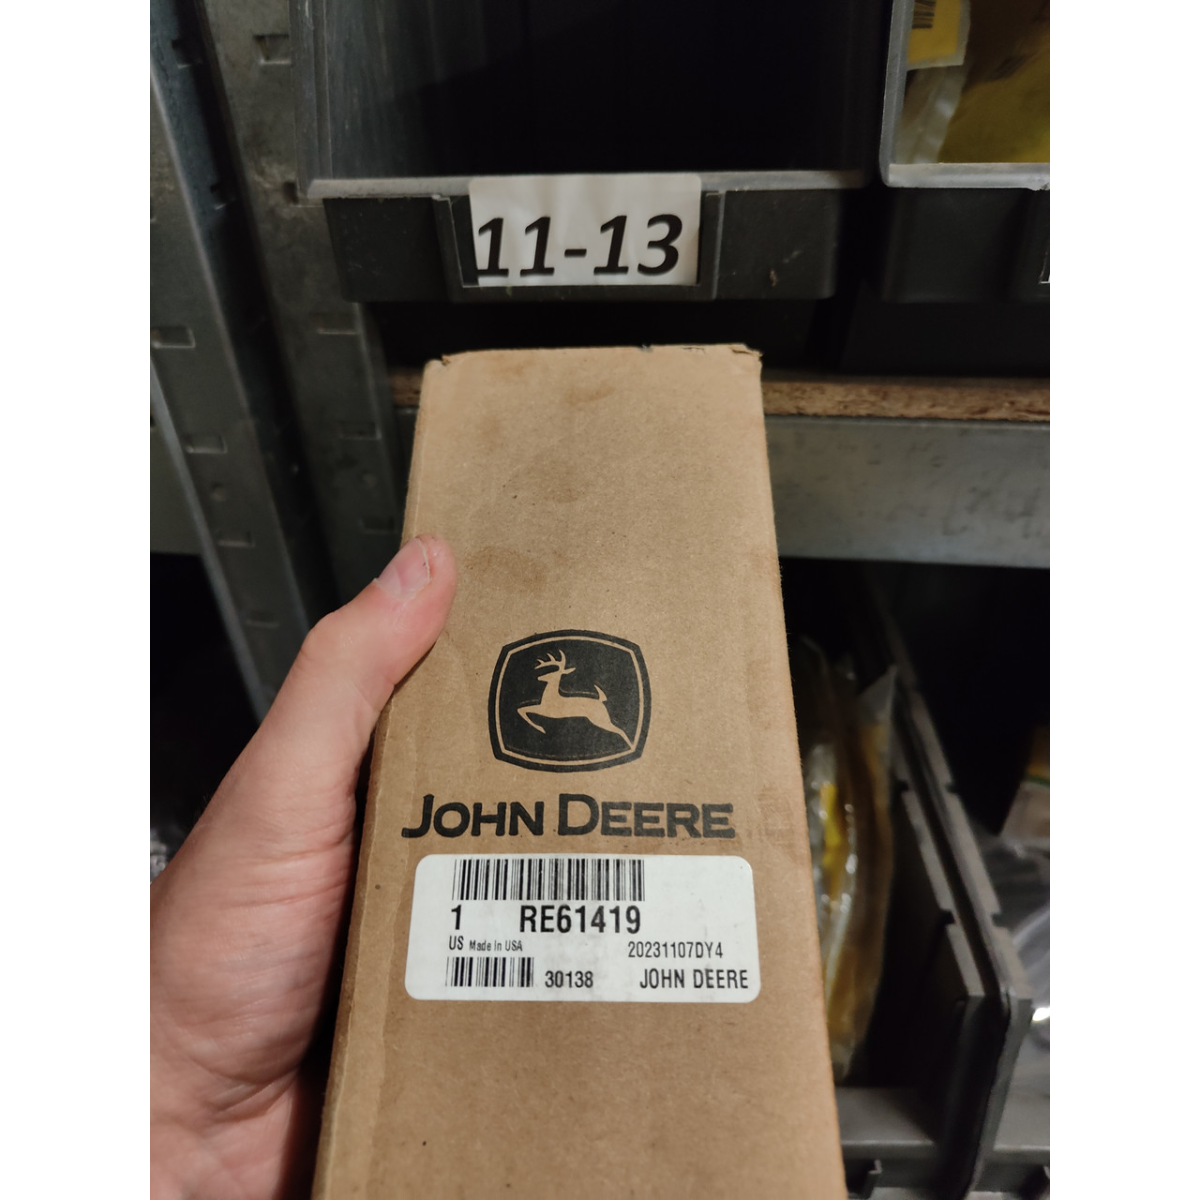 11-13
JOHN DEERE
1 RE61419
US Made in USA 20231107DY4
30138 JOHN DEERE